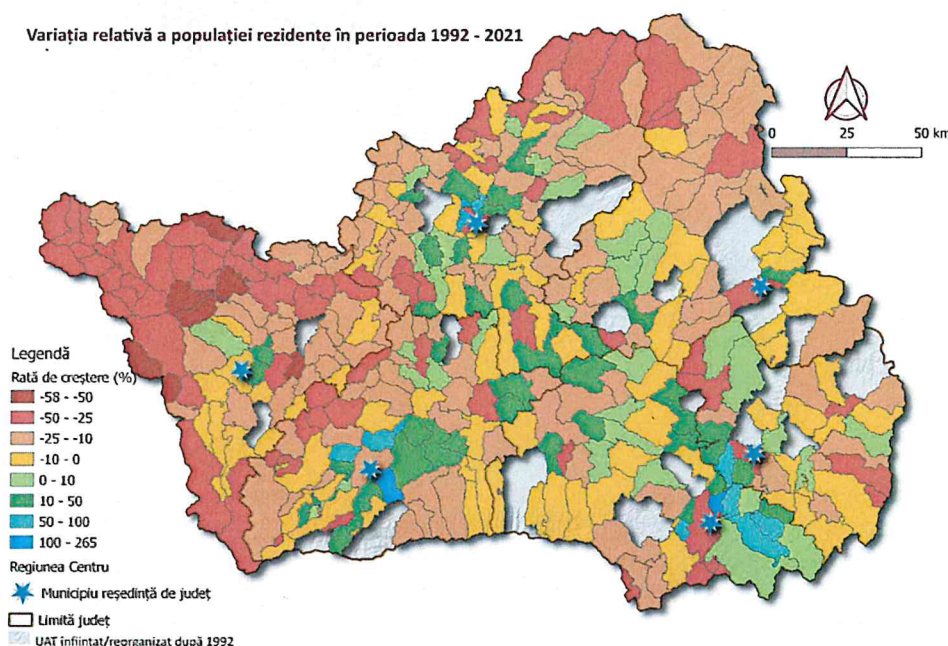 Variația relativă a populației rezidente în perioada 1992 - 2021
0 25 50 km
Legendă
Rată de creștere (%)
-58 - -50
-50 - -25
-25 - -10
-10 - 0
0 - 10
10 - 50
50 - 100
100 - 265
Regiunea Centru
Municipiu reședință de județ
Limită județ
UAT înființat/reorganizat după 1992